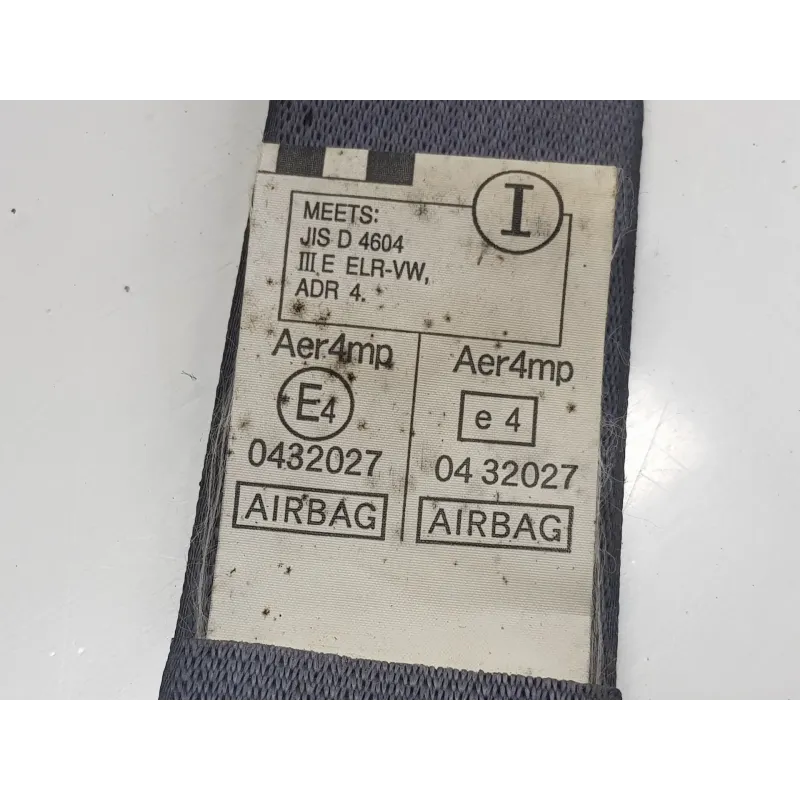 I
MEETS:
JIS D 4604
III E ELR-VW,
ADR 4.
Aer4mp
E4
0432027
AIRBAG
Aer4mp
e 4
04 32027
AIRBAG